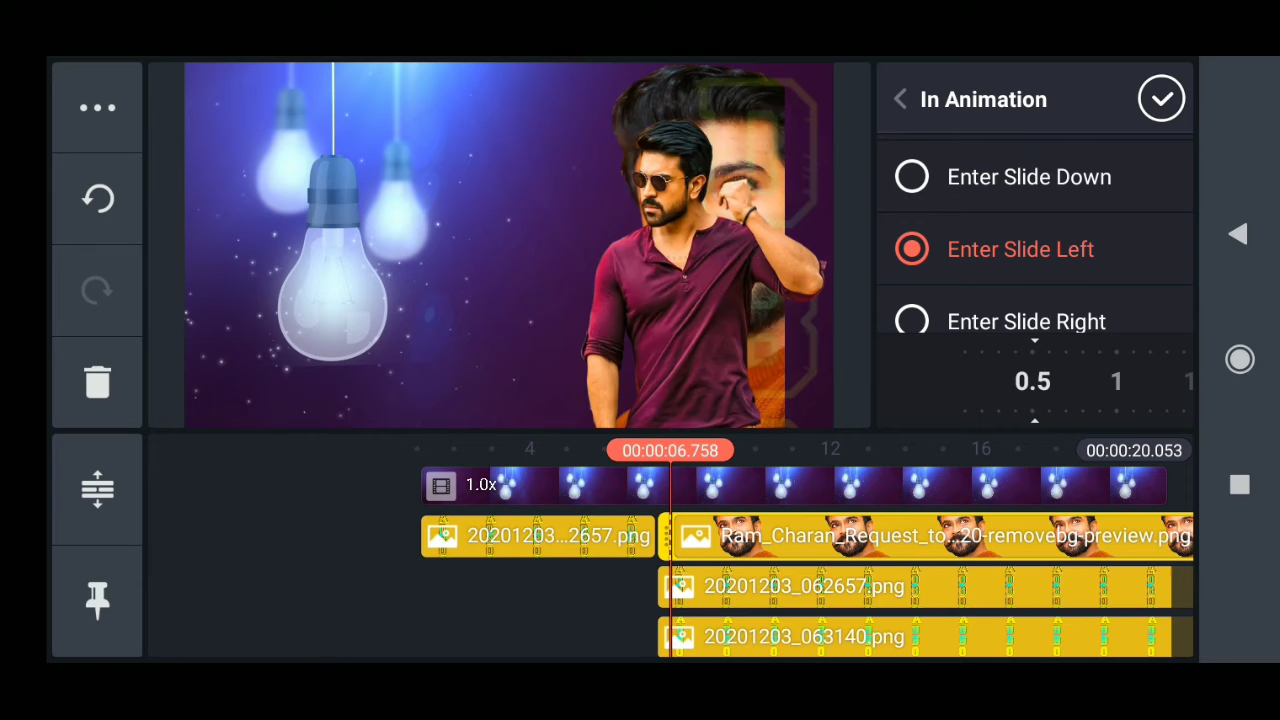 In Animation
Enter Slide Down
Enter Slide Left
Enter Slide Right
0.5 1 1
4 00:00:06.758 12 16 00:00:20.053
1.0x
20201203...2657.png
Ram_Charan_Request_to...20-removebg-preview.png
20201203_062657.png
20201203_063140.png